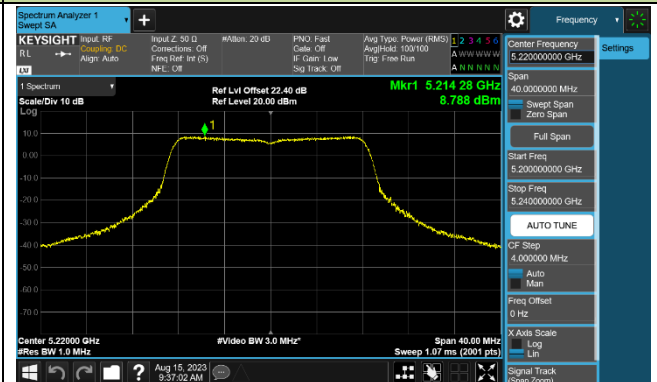 Spectrum Analyzer 1
Swept SA
+
Frequency
KEYSIGHT
RL
LXI
Input: RF
Coupling: DC
Align: Auto
Input Z: 50 Ω
Corrections: Off
Freq Ref: Int (S)
NFE: Off
#Atten: 20 dB
PNO: Fast
Gate: Off
IF Gain: Low
Sig Track: Off
Avg Type: Power (RMS)
Avg|Hold: 100/100
Trig: Free Run
1 2 3 4 5 6
A W W W W W
A N N N N N
1 Spectrum
Scale/Div 10 dB
Log
Ref Lvl Offset 22.40 dB
Ref Level 20.00 dBm
Mkr1 5.214 28 GHz
8.788 dBm
1
10.0
0.00
-10.0
-20.0
-30.0
-40.0
-50.0
-60.0
-70.0
Center 5.22000 GHz
#Res BW 1.0 MHz
#Video BW 3.0 MHz*
Span 40.00 MHz
Sweep 1.07 ms (2001 pts)
Center Frequency
5.220000000 GHz
Settings
Span
40.0000000 MHz
Swept Span
Zero Span
Full Span
Start Freq
5.200000000 GHz
Stop Freq
5.240000000 GHz
AUTO TUNE
CF Step
4.000000 MHz
Auto
Man
Freq Offset
0 Hz
X Axis Scale
Log
Lin
Signal Track
(Span Zoom)
?
Aug 15, 2023
9:37:02 AM